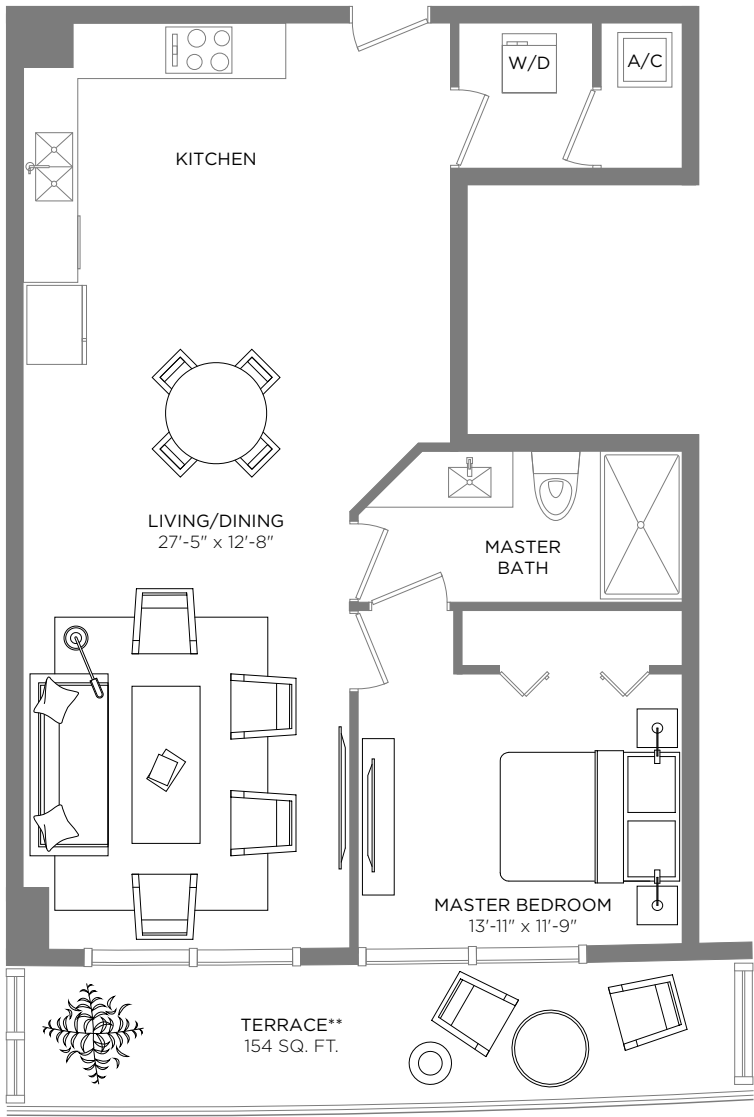 W/D
A/C
KITCHEN
LIVING/DINING
27'-5" x 12'-8"
MASTER
BATH
MASTER BEDROOM
13'-11" x 11'-9"
TERRACE**
154 SQ. FT.